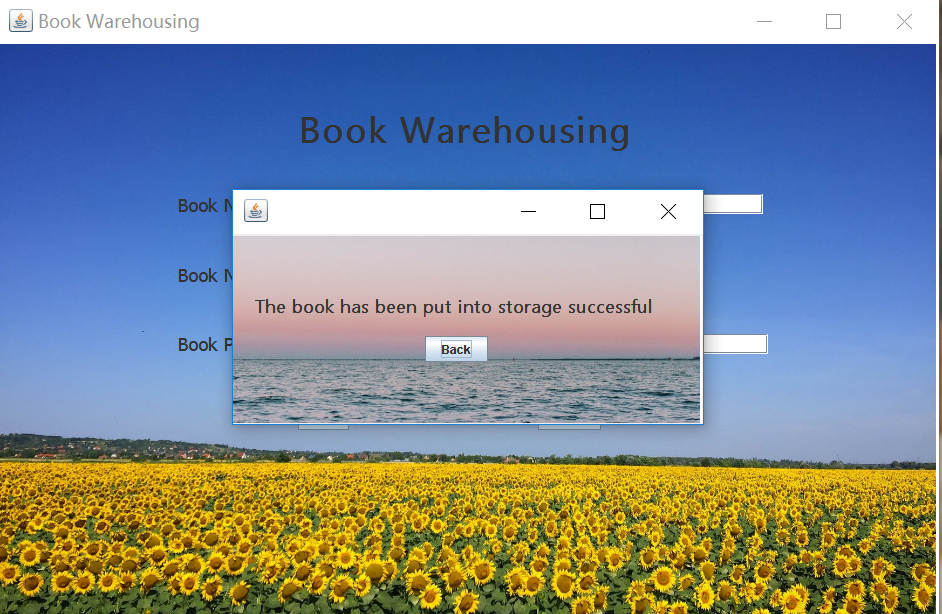 Book Warehousing
Book Warehousing
Book N
The book has been put into storage successful
Book N
Book P
Back